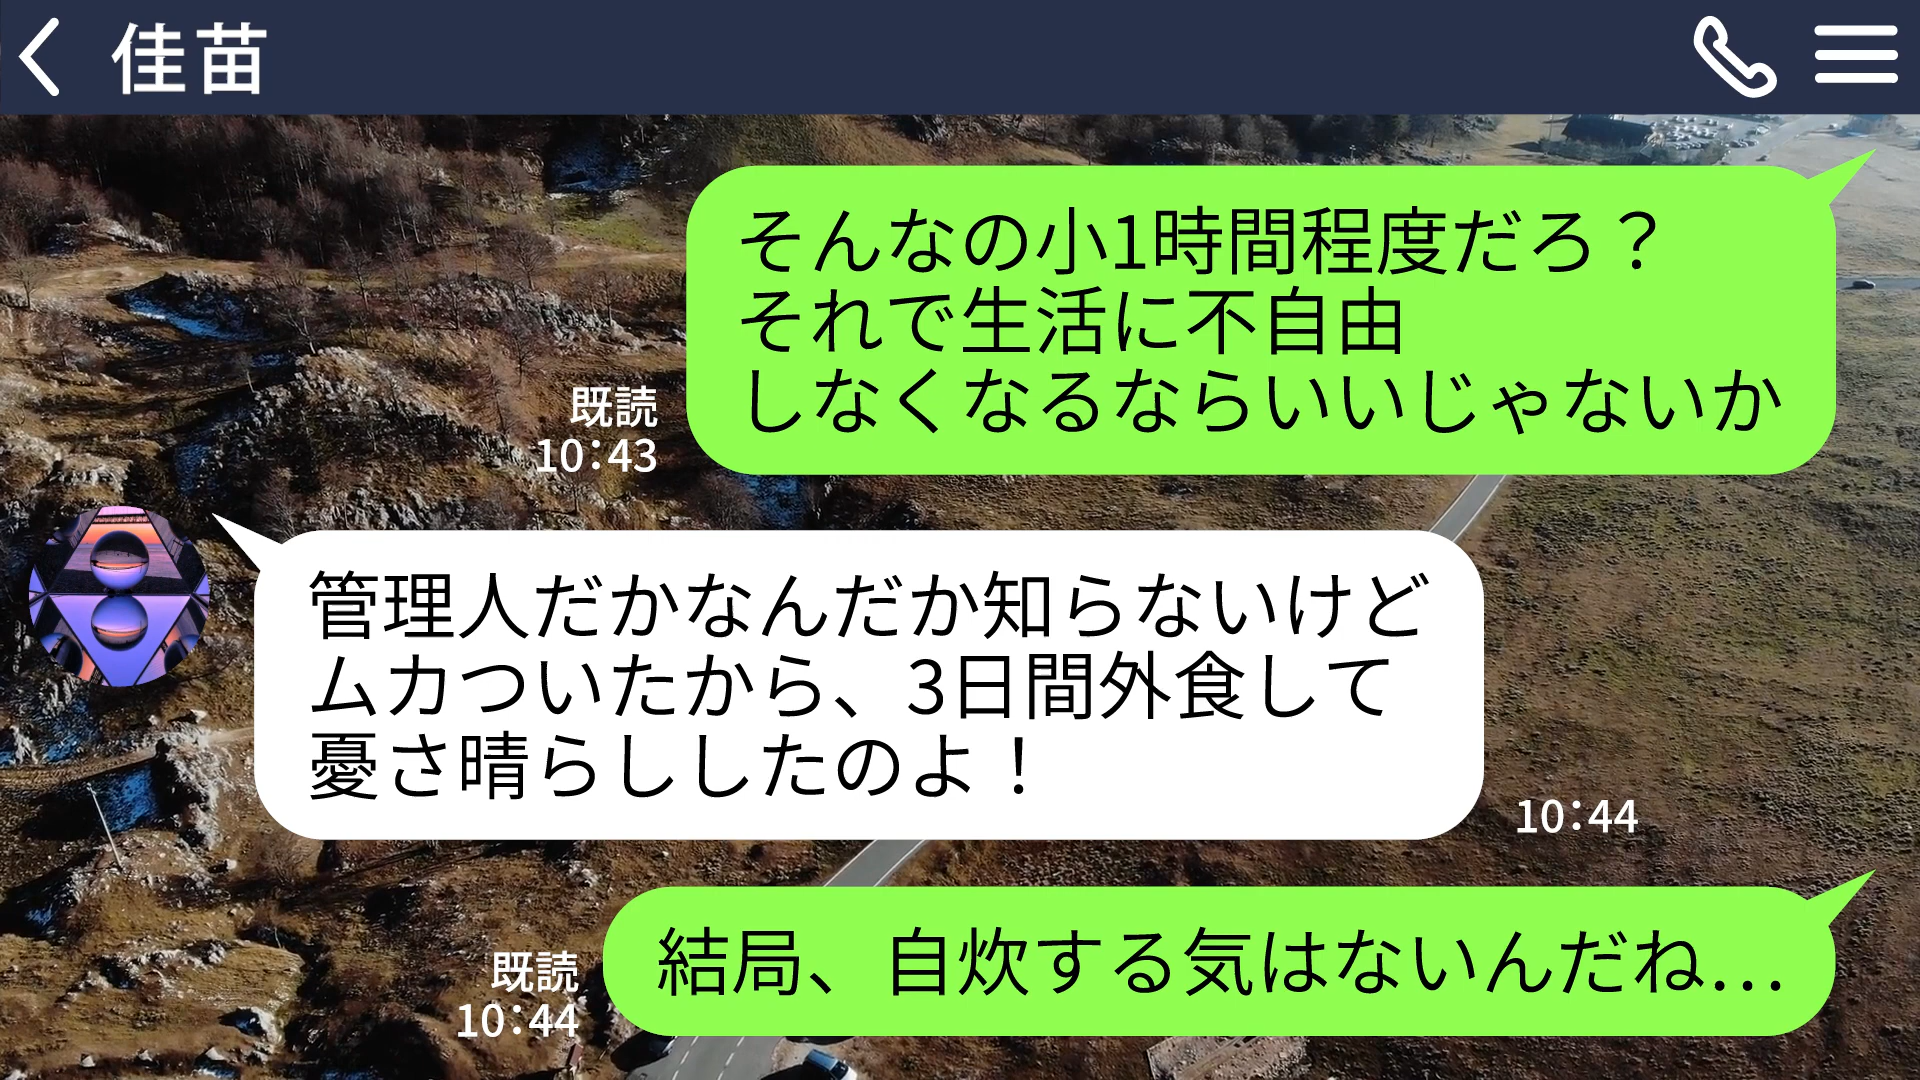 佳苗
そんなの小1時間程度だろ？
それで生活に不自由
しなくなるならいいじゃないか
既読
10:43
管理人だかなんだか知らないけど
ムカついたから、3日間外食して
憂さ晴らししたのよ！
10:44
結局、自炊する気はないんだね…
既読
10:44